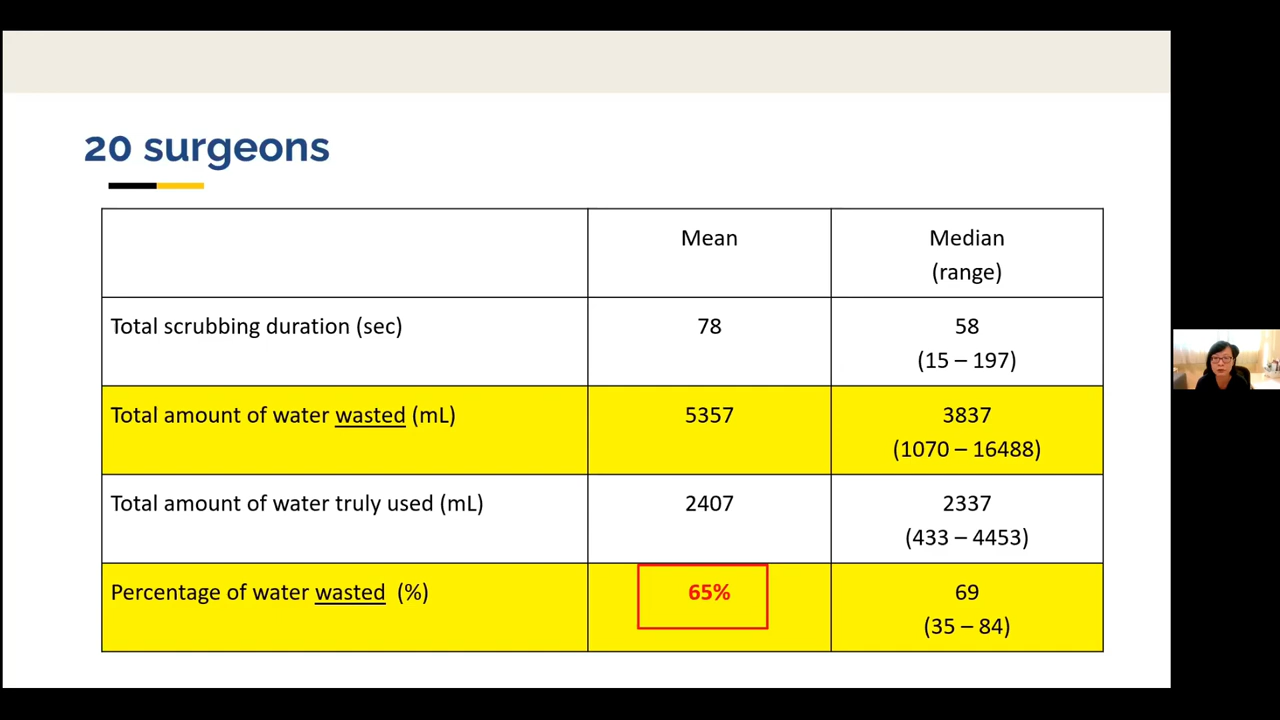 20 surgeons
Mean
Median
(range)
Total scrubbing duration (sec)
78
58
(15 – 197)
Total amount of water wasted (mL)
5357
3837
(1070 – 16488)
Total amount of water truly used (mL)
2407
2337
(433 – 4453)
Percentage of water wasted (%)
65%
69
(35 – 84)